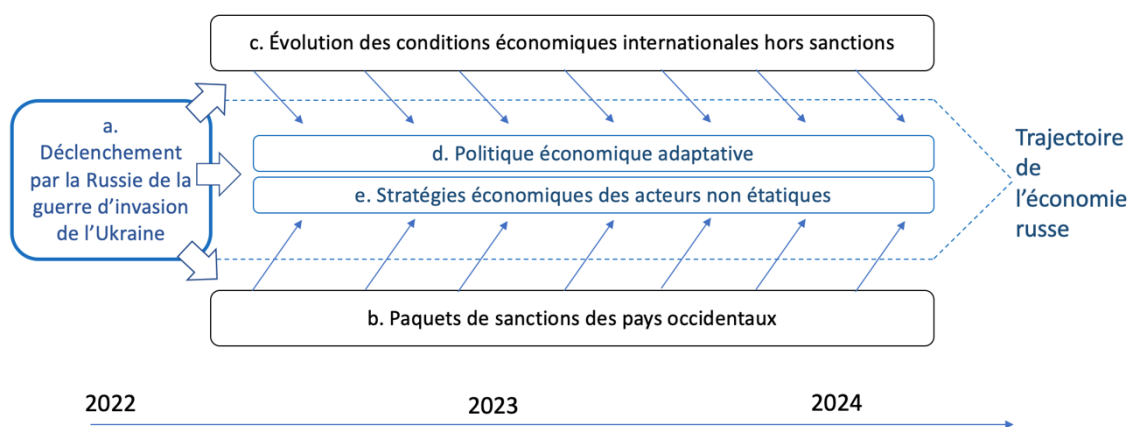 c. Évolution des conditions économiques internationales hors sanctions
a.
Déclenchement
par la Russie de la
guerre d’invasion
de l’Ukraine
d. Politique économique adaptative
e. Stratégies économiques des acteurs non étatiques
Trajectoire
de
l’économie
russe
b. Paquets de sanctions des pays occidentaux
2022
2023
2024